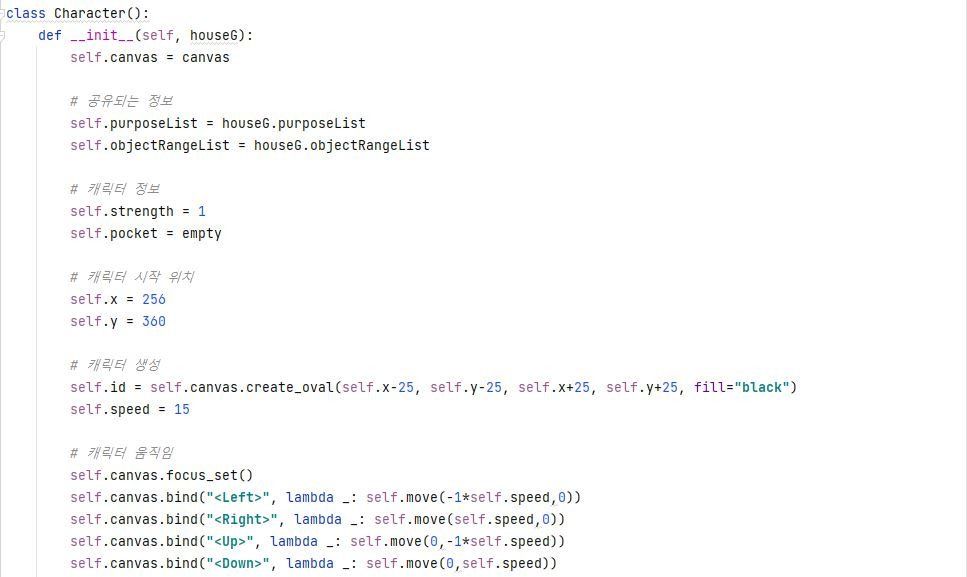 class Character():
def __init__(self, houseG):
self.canvas = canvas
# 공유되는 정보
self.purposeList = houseG.purposeList
self.objectRangeList = houseG.objectRangeList
# 캐릭터 정보
self.strength = 1
self.pocket = empty
# 캐릭터 시작 위치
self.x = 256
self.y = 360
# 캐릭터 생성
self.id = self.canvas.create_oval(self.x-25, self.y-25, self.x+25, self.y+25, fill="black")
self.speed = 15
# 캐릭터 움직임
self.canvas.focus_set()
self.canvas.bind("<Left>", lambda _: self.move(-1*self.speed,0))
self.canvas.bind("<Right>", lambda _: self.move(self.speed,0))
self.canvas.bind("<Up>", lambda _: self.move(0,-1*self.speed))
self.canvas.bind("<Down>", lambda _: self.move(0,self.speed))